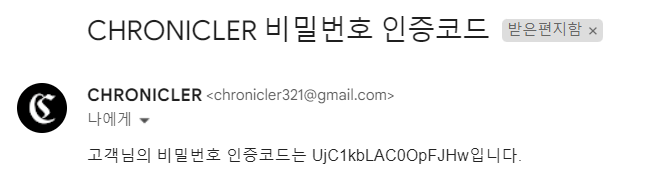 CHRONICLER 비밀번호 인증코드 받은편지함 ×
CHRONICLER <chronicler321@gmail.com>
나에게
고객님의 비밀번호 인증코드는 UjC1kbLAC0OpFJHw입니다.